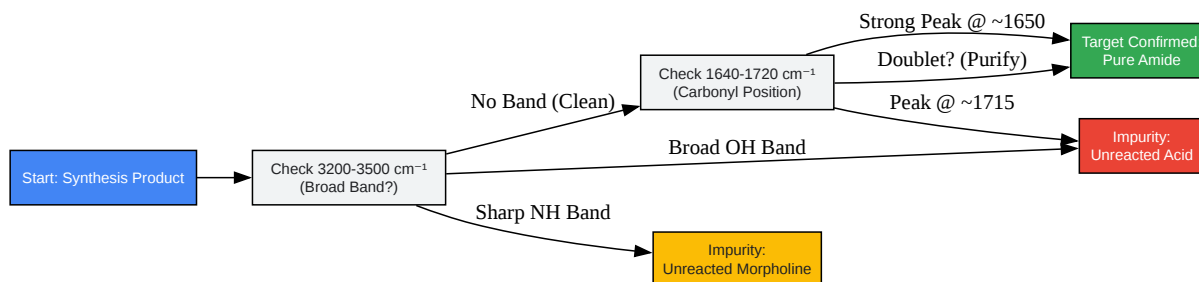 Start: Synthesis Product
Check 3200-3500 cm⁻¹
(Broad Band?)
No Band (Clean)
Broad OH Band
Sharp NH Band
Check 1640-1720 cm⁻¹
(Carbonyl Position)
Strong Peak @ ~1650
Doublet? (Purify)
Peak @ ~1715
Target Confirmed
Pure Amide
Impurity:
Unreacted Acid
Impurity:
Unreacted Morpholine